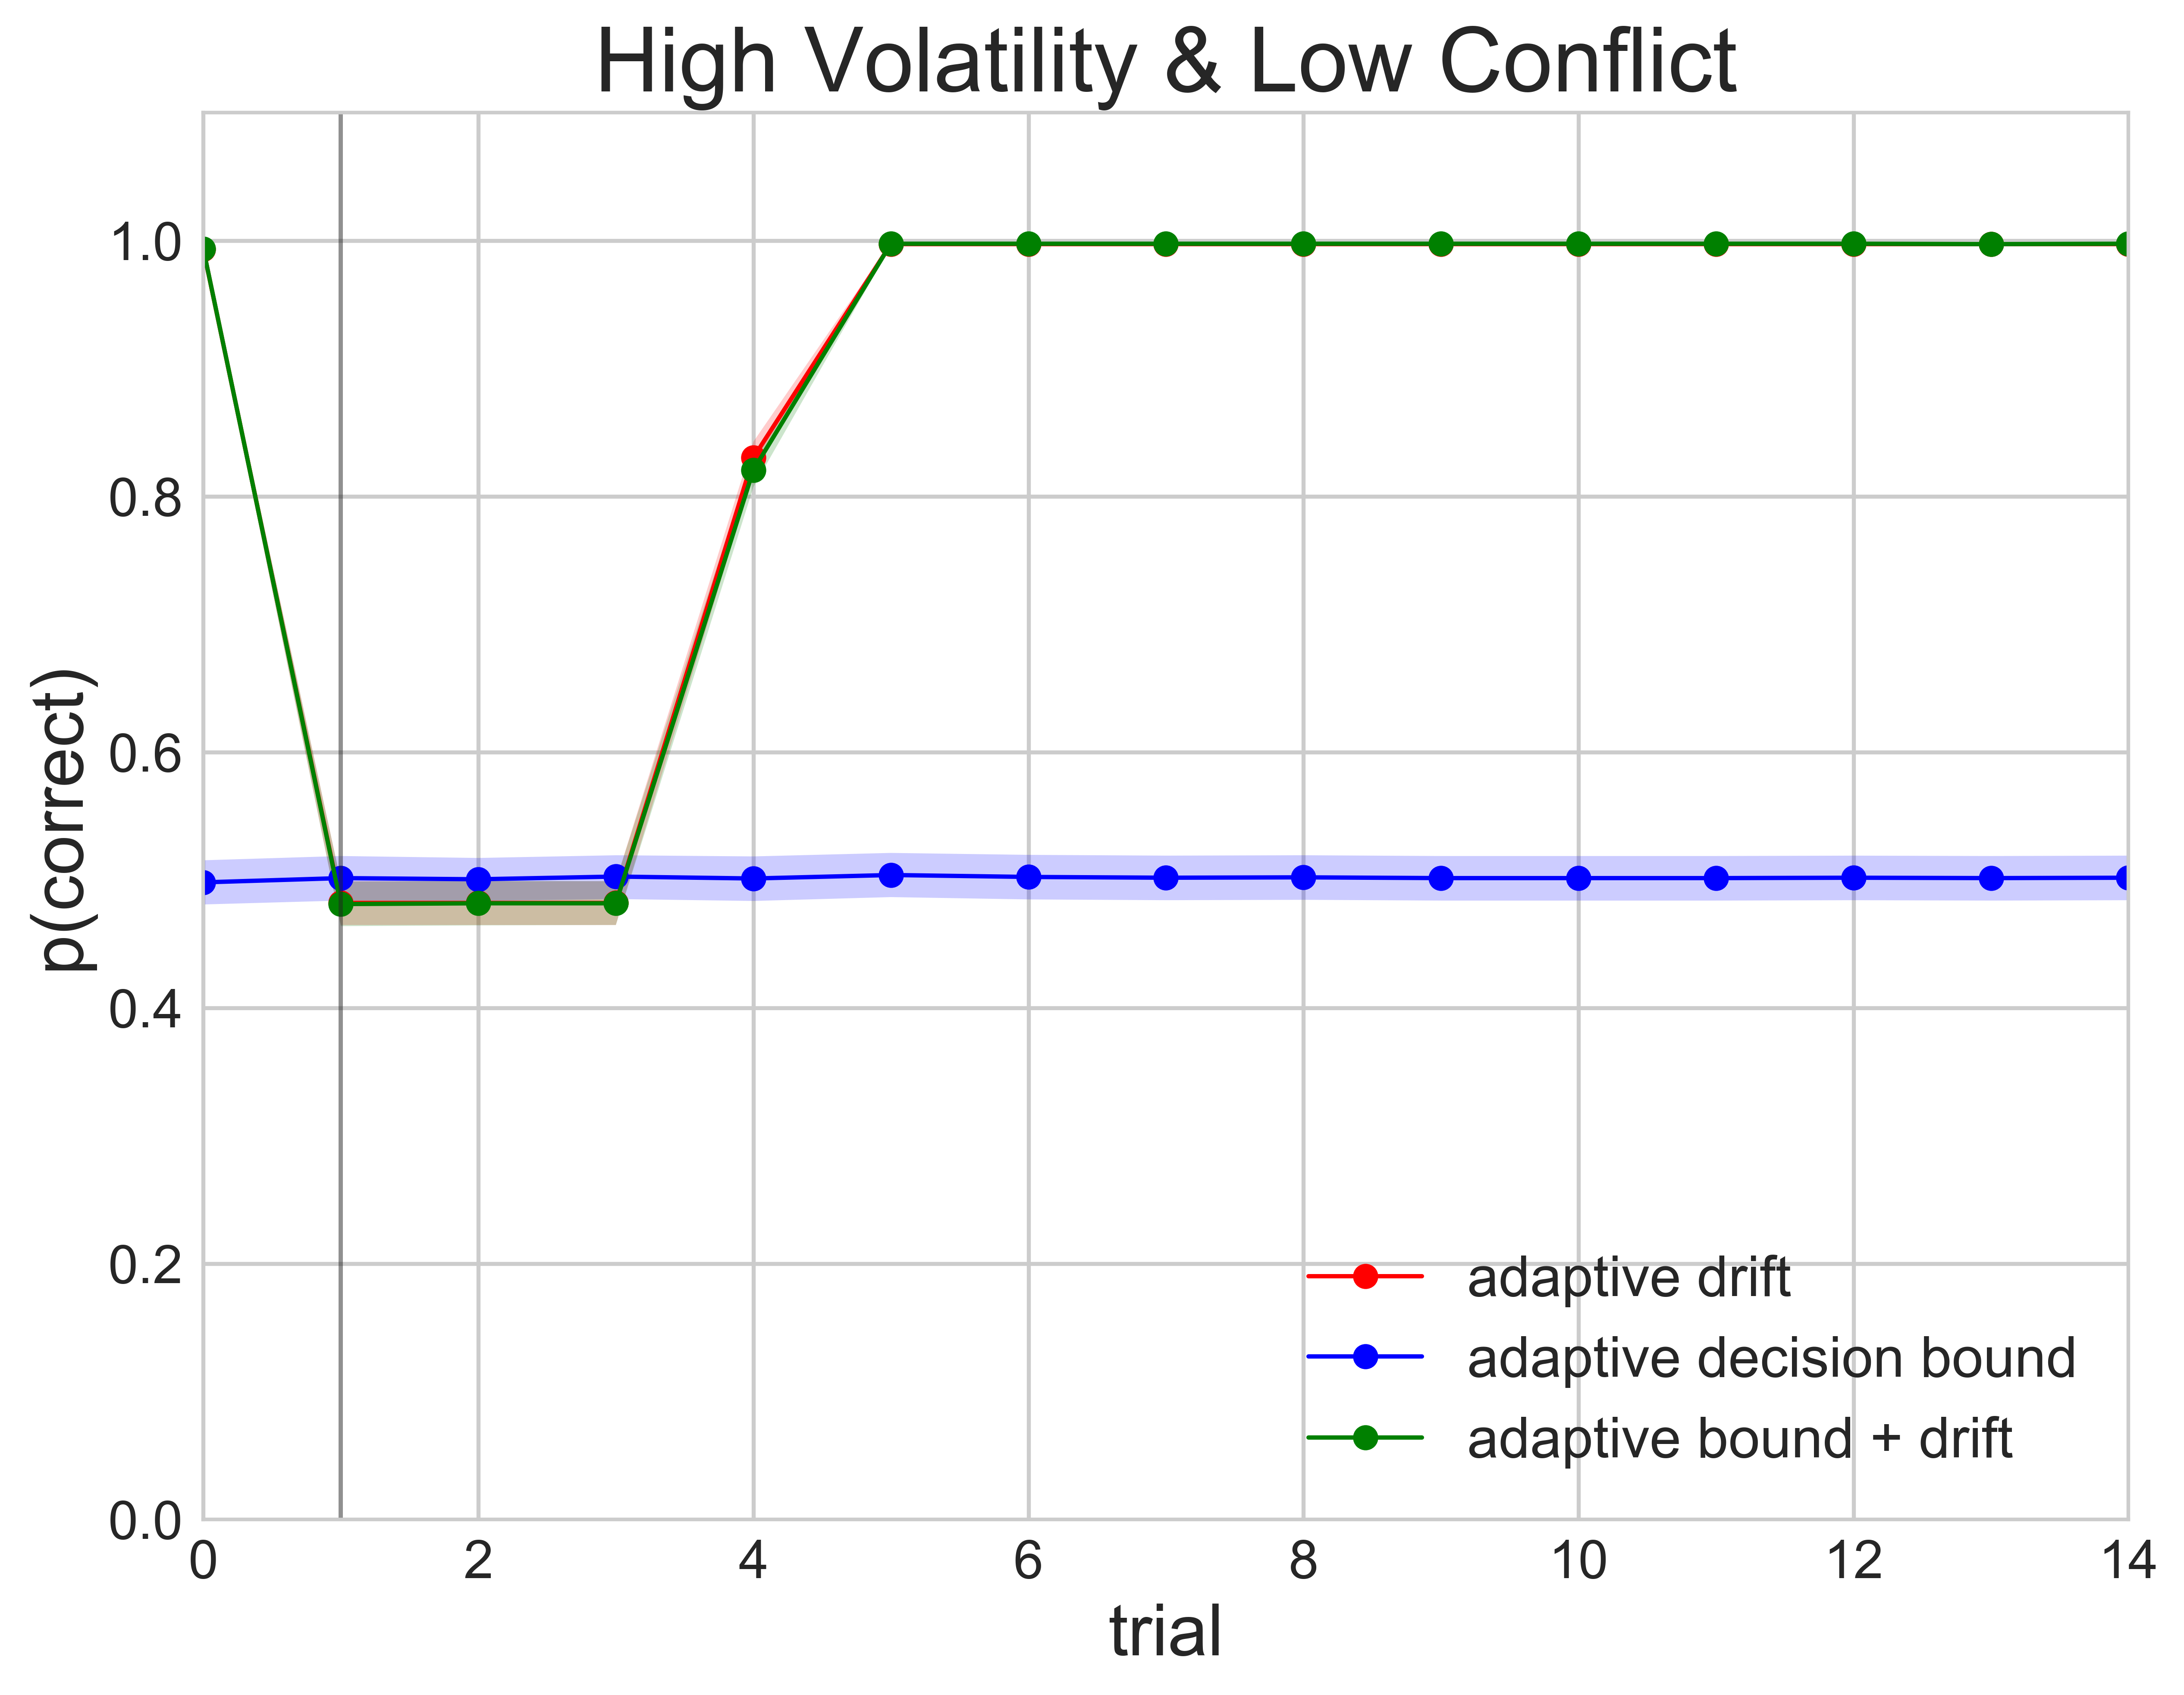 High Volatility & Low Conflict
p(correct)
1.0
0.8
0.6
0.4
0.2
0.0
0 2 4 6 8 10 12 14
trial
adaptive drift
adaptive decision bound
adaptive bound + drift